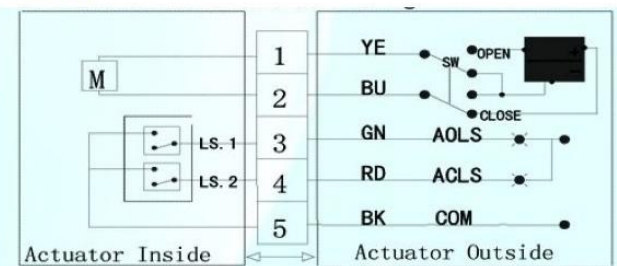 1 YE
SW OPEN
+
-
M
2 BU
CLOSE
LS.1 3 GN AOLS
LS.2 4 RD ACLS
5 BK COM
Actuator Inside Actuator Outside